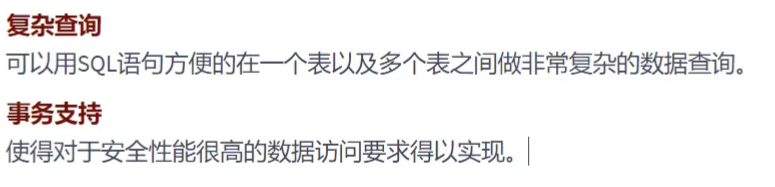 复杂查询
可以用SQL语句方便的在一个表以及多个表之间做非常复杂的数据查询。
事务支持
使得对于安全性能很高的数据访问要求得以实现。